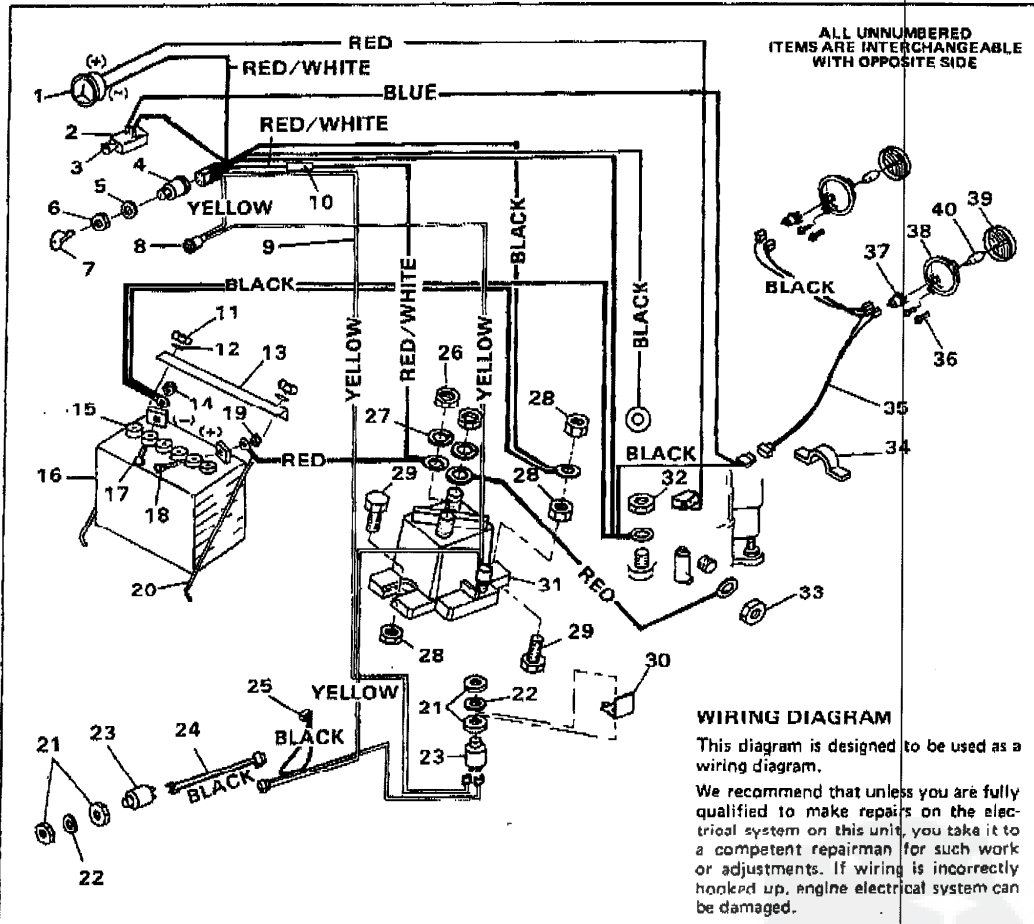 ALL UNNUMBERED
ITEMS ARE INTERCHANGEABLE
WITH OPPOSITE SIDE
RED
(+)
RED/WHITE
1
(-)
BLUE
2
RED/WHITE
3
4
5
10
6
YELLOW
7
8
9
BLACK
39
40
38
37
BLACK
36
BLACK
11
12
13
RED/WHITE
YELLOW
26
YELLOW
BLACK
28
14
15
(-)
(+)
19
27
35
34
RED
29
28
BLACK
32
16
17
18
20
31
RED
33
28
29
30
25
YELLOW
21
22
BLACK
21
23
24
23
BLACK
22
WIRING DIAGRAM
This diagram is designed to be used as a
wiring diagram.
We recommend that unless you are fully
qualified to make repairs on the elec-
trical system on this unit, you take it to
a competent repairman for such work
or adjustments. If wiring is incorrectly
hooked up, engine electrical system can
be damaged.